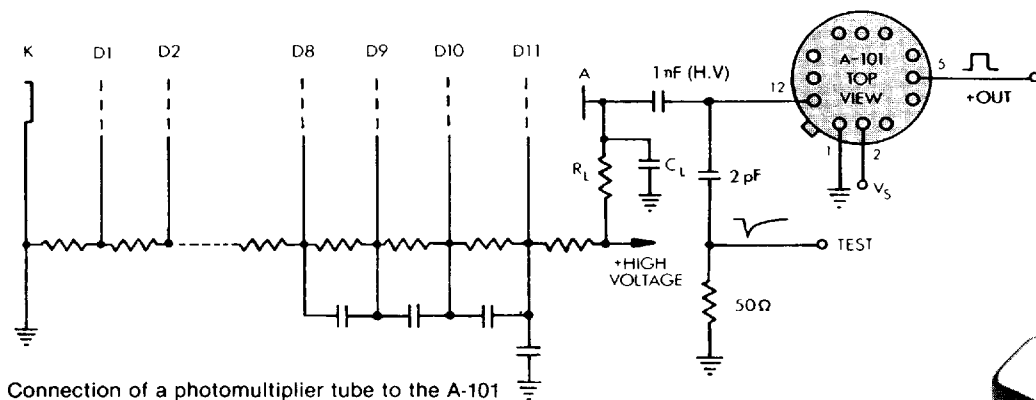 K D1 D2 D8 D9 D10 D11
A
1 nF (H.V)
12
A-101
TOP
VIEW
5
+OUT
1
2
V_S
R_L
C_L
2 pF
TEST
+HIGH
VOLTAGE
50Ω
Connection of a photomultiplier tube to the A-101